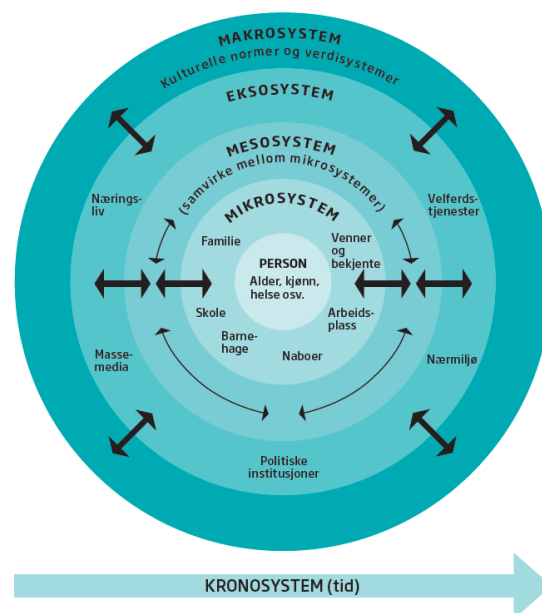 MAKROSYSTEM
Kulturelle normer og verdisystemer
EKSOSYSTEM
MESOSYSTEM
(samvirke mellom mikrosystemer)
MIKROSYSTEM
Nærings-
liv
Velferds-
tjenester
Familie
Venner
og
bekjente
PERSON
Alder, kjønn,
helse osv.
Skole
Arbeids-
plass
Barne-
hage
Naboer
Masse-
media
Nærmiljø
Politiske
institusjoner
KRONOSYSTEM (tid)